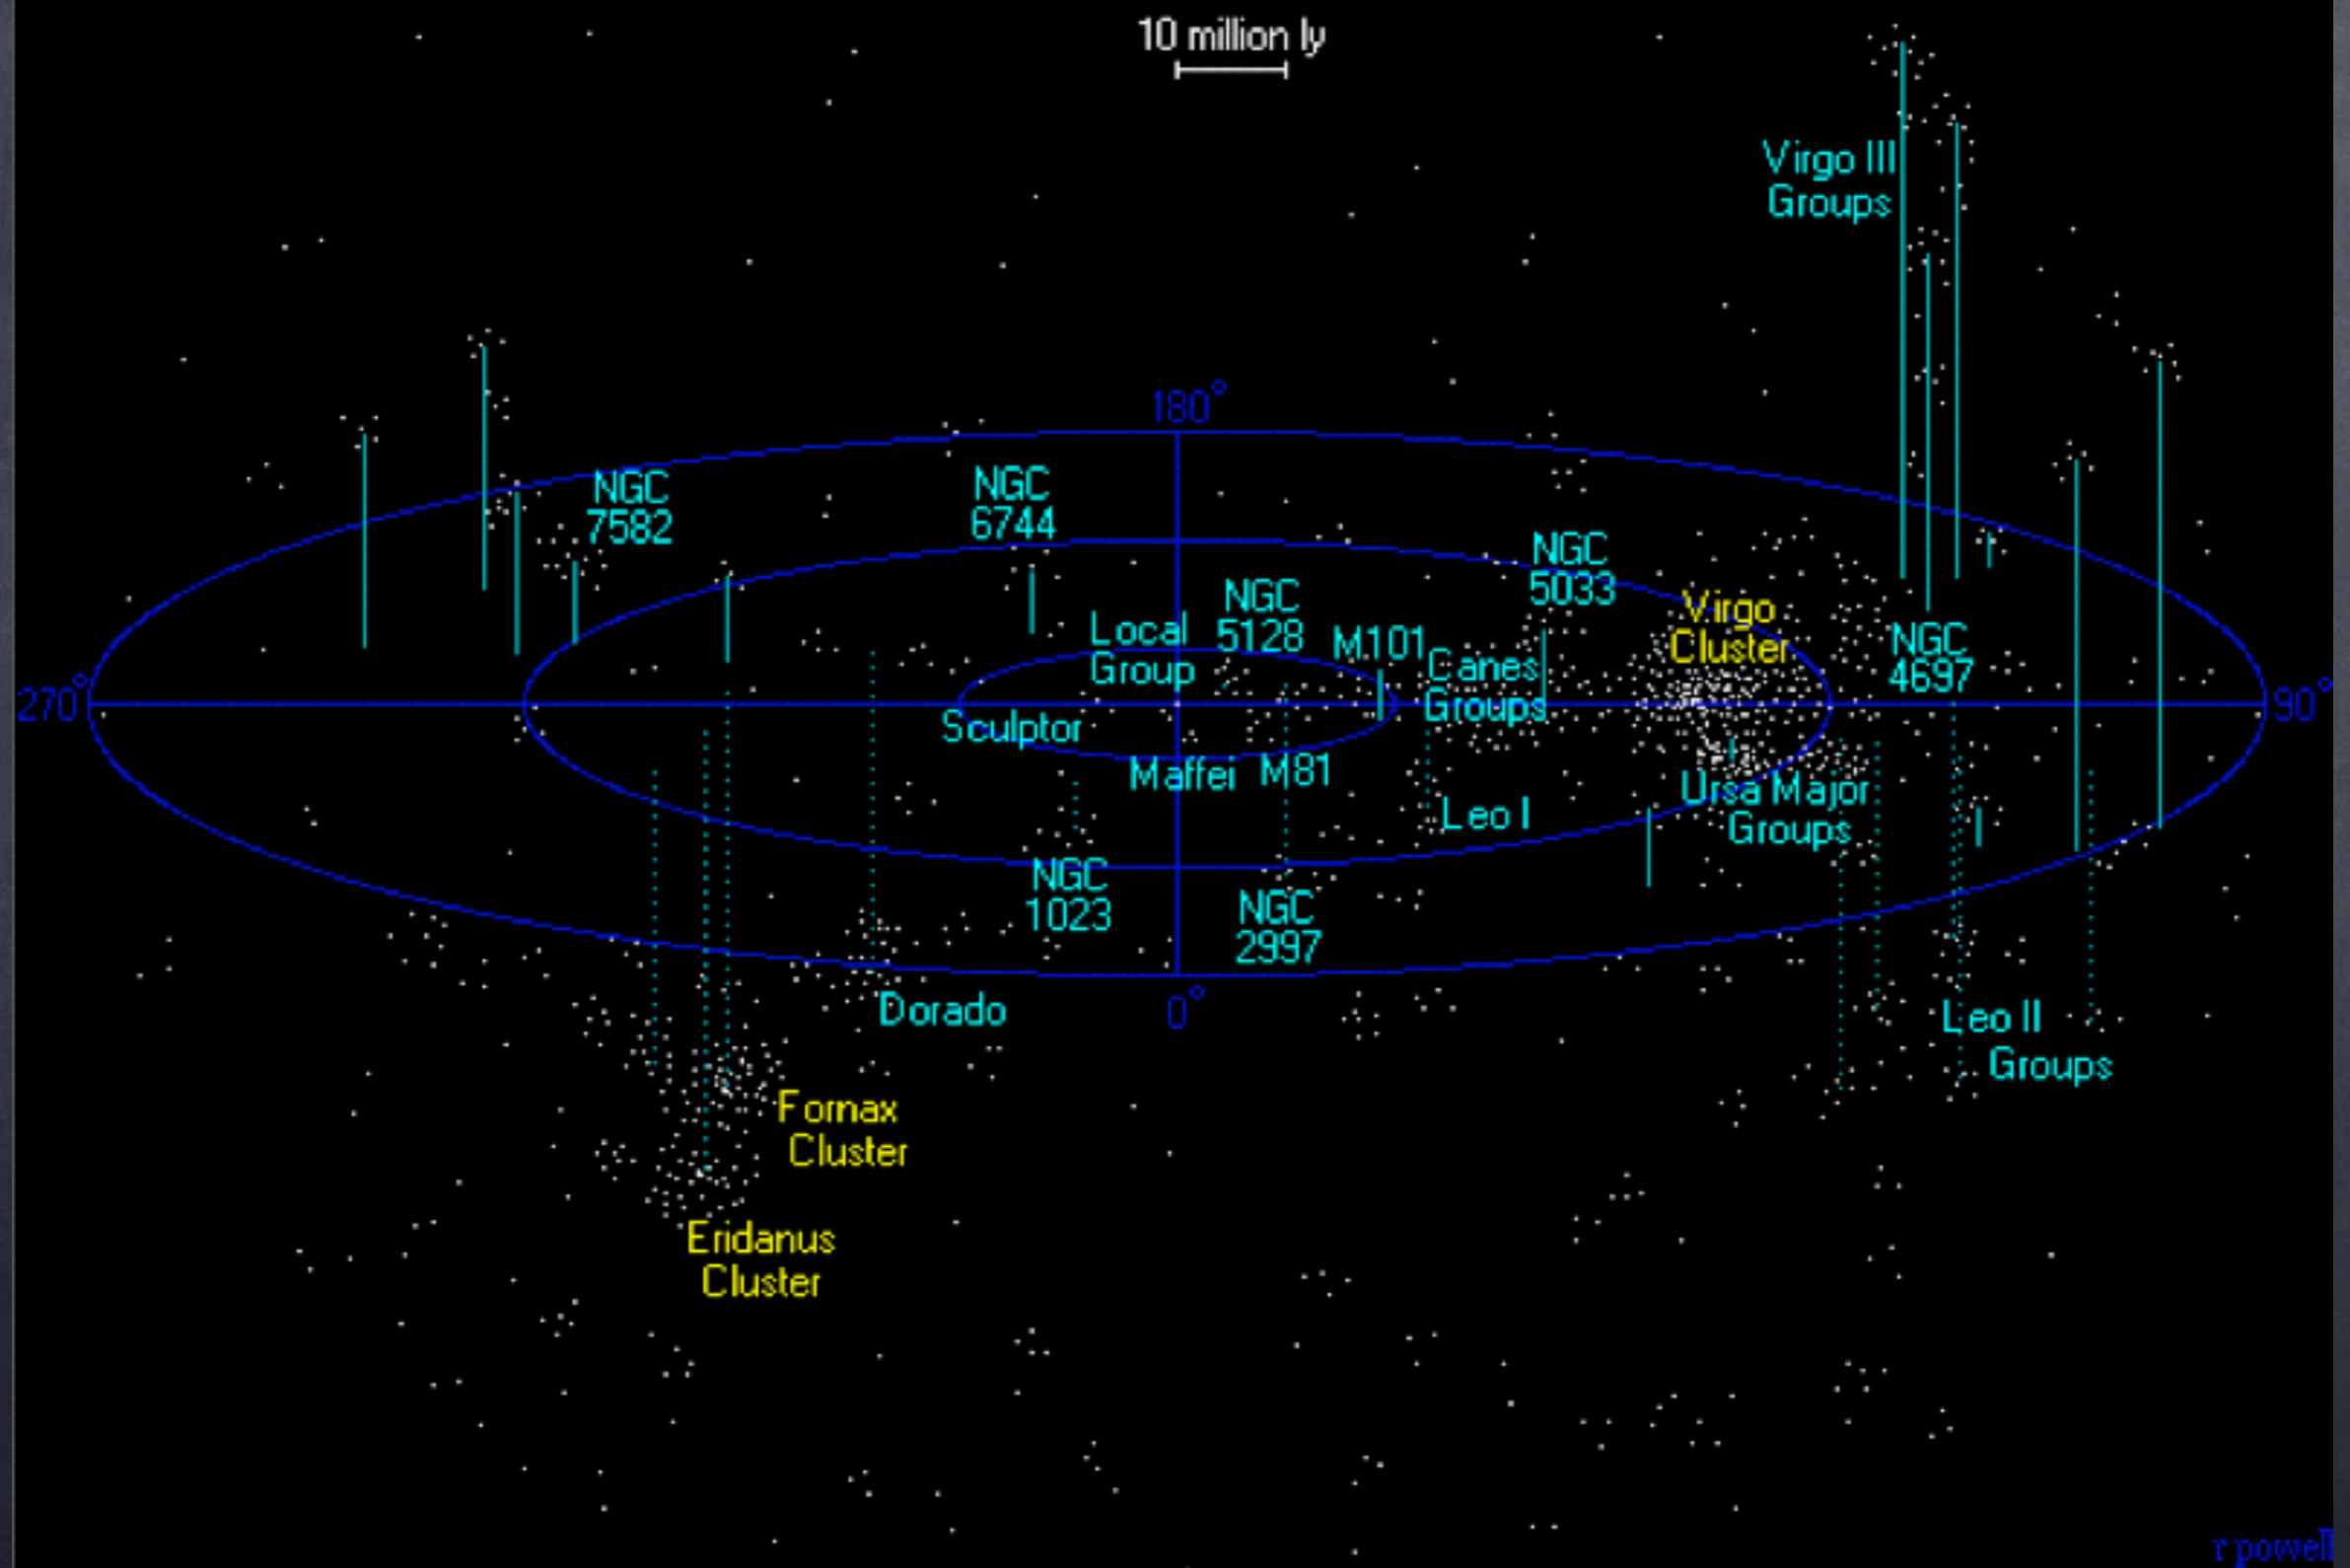 10 million ly
Virgo III
Groups
180°
NGC
7582
NGC
6744
NGC
5033
NGC
5128
Local
Group
M101
Canes
Groups
Virgo
Cluster
NGC
4697
270°
90°
Sculptor
Maffei
M81
Leo I
Ursa Major
Groups
NGC
1023
NGC
2997
Dorado
0°
Leo II
Groups
Fornax
Cluster
Eridanus
Cluster
r powell